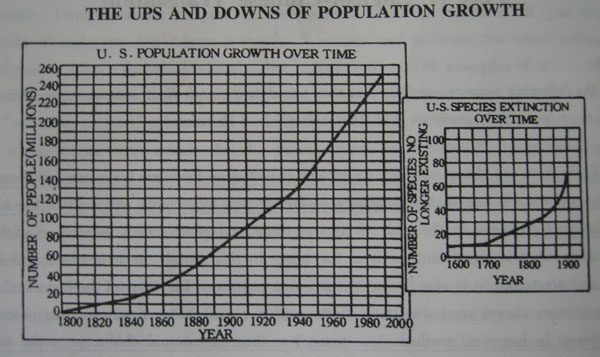 THE UPS AND DOWNS OF POPULATION GROWTH
U. S. POPULATION GROWTH OVER TIME
NUMBER OF PEOPLE(MILLIONS)
260
240
220
200
180
160
140
120
100
80
60
40
20
0
1800 1820 1840 1860 1880 1900 1920 1940 1960 1980 2000
YEAR
U.S. SPECIES EXTINCTION
OVER TIME
NUMBER OF SPECIES NO
LONGER EXISTING
100
80
60
40
20
0
1600 1700 1800 1900
YEAR